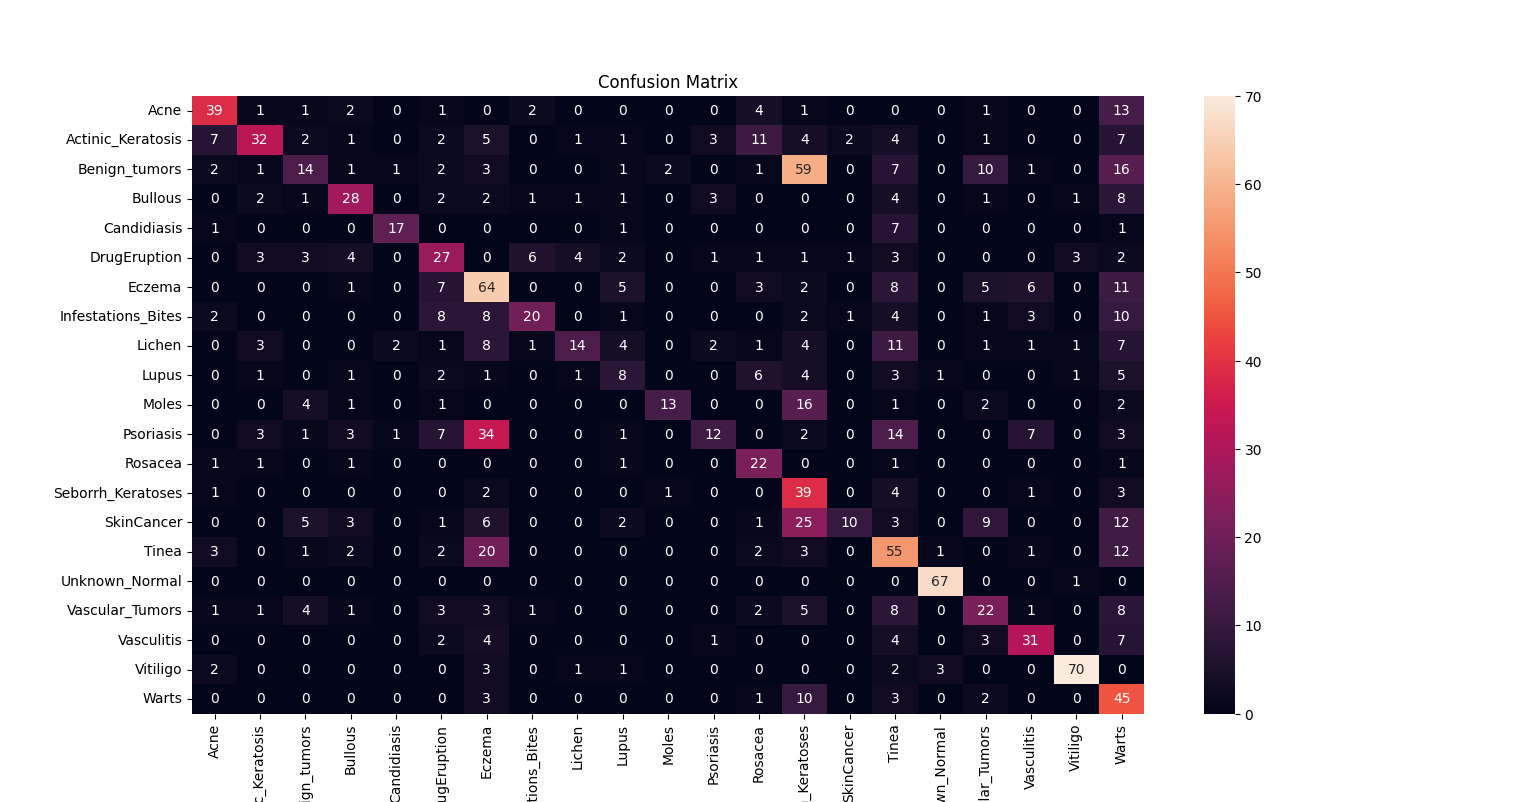 Confusion Matrix
Acne 39 1 1 2 0 1 0 2 0 0 0 0 4 1 0 0 0 1 0 0 13
Actinic_Keratosis 7 32 2 1 0 2 5 0 1 1 0 3 11 4 2 4 0 1 0 0 7
Benign_tumors 2 1 14 1 1 2 3 0 0 1 2 0 1 59 0 7 0 10 1 0 16
Bullous 0 2 1 28 0 2 2 1 1 1 0 3 0 0 0 4 0 1 0 1 8
Candidiasis 1 0 0 0 17 0 0 0 0 1 0 0 0 0 0 7 0 0 0 0 1
DrugEruption 0 3 3 4 0 27 0 6 4 2 0 1 1 1 1 3 0 0 0 3 2
Eczema 0 0 0 1 0 7 64 0 0 5 0 0 3 2 0 8 0 5 6 0 11
Infestations_Bites 2 0 0 0 0 8 8 20 0 1 0 0 0 2 1 4 0 1 3 0 10
Lichen 0 3 0 0 2 1 8 1 14 4 0 2 1 4 0 11 0 1 1 1 7
Lupus 0 1 0 1 0 2 1 0 1 8 0 0 6 4 0 3 1 0 0 1 5
Moles 0 0 4 1 0 1 0 0 0 0 13 0 0 16 0 1 0 2 0 0 2
Psoriasis 0 3 1 3 1 7 34 0 0 1 0 12 0 2 0 14 0 0 7 0 3
Rosacea 1 1 0 1 0 0 0 0 0 1 0 0 22 0 0 1 0 0 0 0 1
Seborrh_Keratoses 1 0 0 0 0 0 2 0 0 0 1 0 0 39 0 4 0 0 1 0 3
SkinCancer 0 0 5 3 0 1 6 0 0 2 0 0 1 25 10 3 0 9 0 0 12
Tinea 3 0 1 2 0 2 20 0 0 0 0 0 2 3 0 55 1 0 1 0 12
Unknown_Normal 0 0 0 0 0 0 0 0 0 0 0 0 0 0 0 0 67 0 0 1 0
Vascular_Tumors 1 1 4 1 0 3 3 1 0 0 0 0 2 5 0 8 0 22 1 0 8
Vasculitis 0 0 0 0 0 2 4 0 0 0 0 1 0 0 0 4 0 3 31 0 7
Vitiligo 2 0 0 0 0 0 3 0 1 1 0 0 0 0 0 2 3 0 0 70 0
Warts 0 0 0 0 0 0 3 0 0 0 0 0 1 10 0 3 0 2 0 0 45
Acne
c_Keratosis
ign_tumors
Bullous
Candidiasis
ugEruption
Eczema
tions_Bites
Lichen
Lupus
Moles
Psoriasis
Rosacea
_Keratoses
SkinCancer
Tinea
wn_Normal
lar_Tumors
Vasculitis
Vitiligo
Warts
70
60
50
40
30
20
10
0